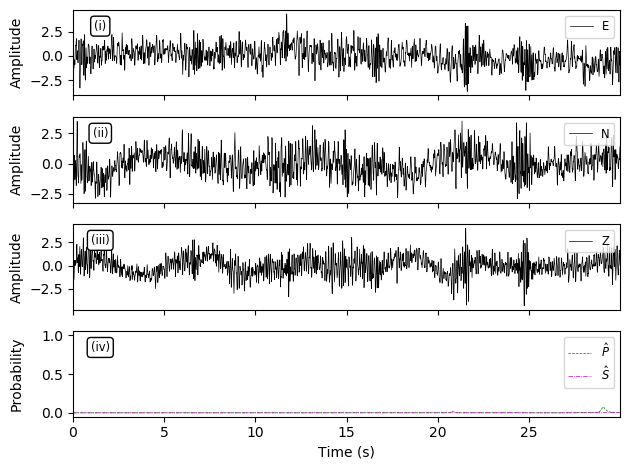 (i)
E
Amplitude
2.5
0.0
−2.5
(ii)
N
Amplitude
2.5
0.0
−2.5
(iii)
Z
Amplitude
2.5
0.0
−2.5
(iv)
P̂
Ŝ
Probability
1.0
0.5
0.0
0 5 10 15 20 25
Time (s)